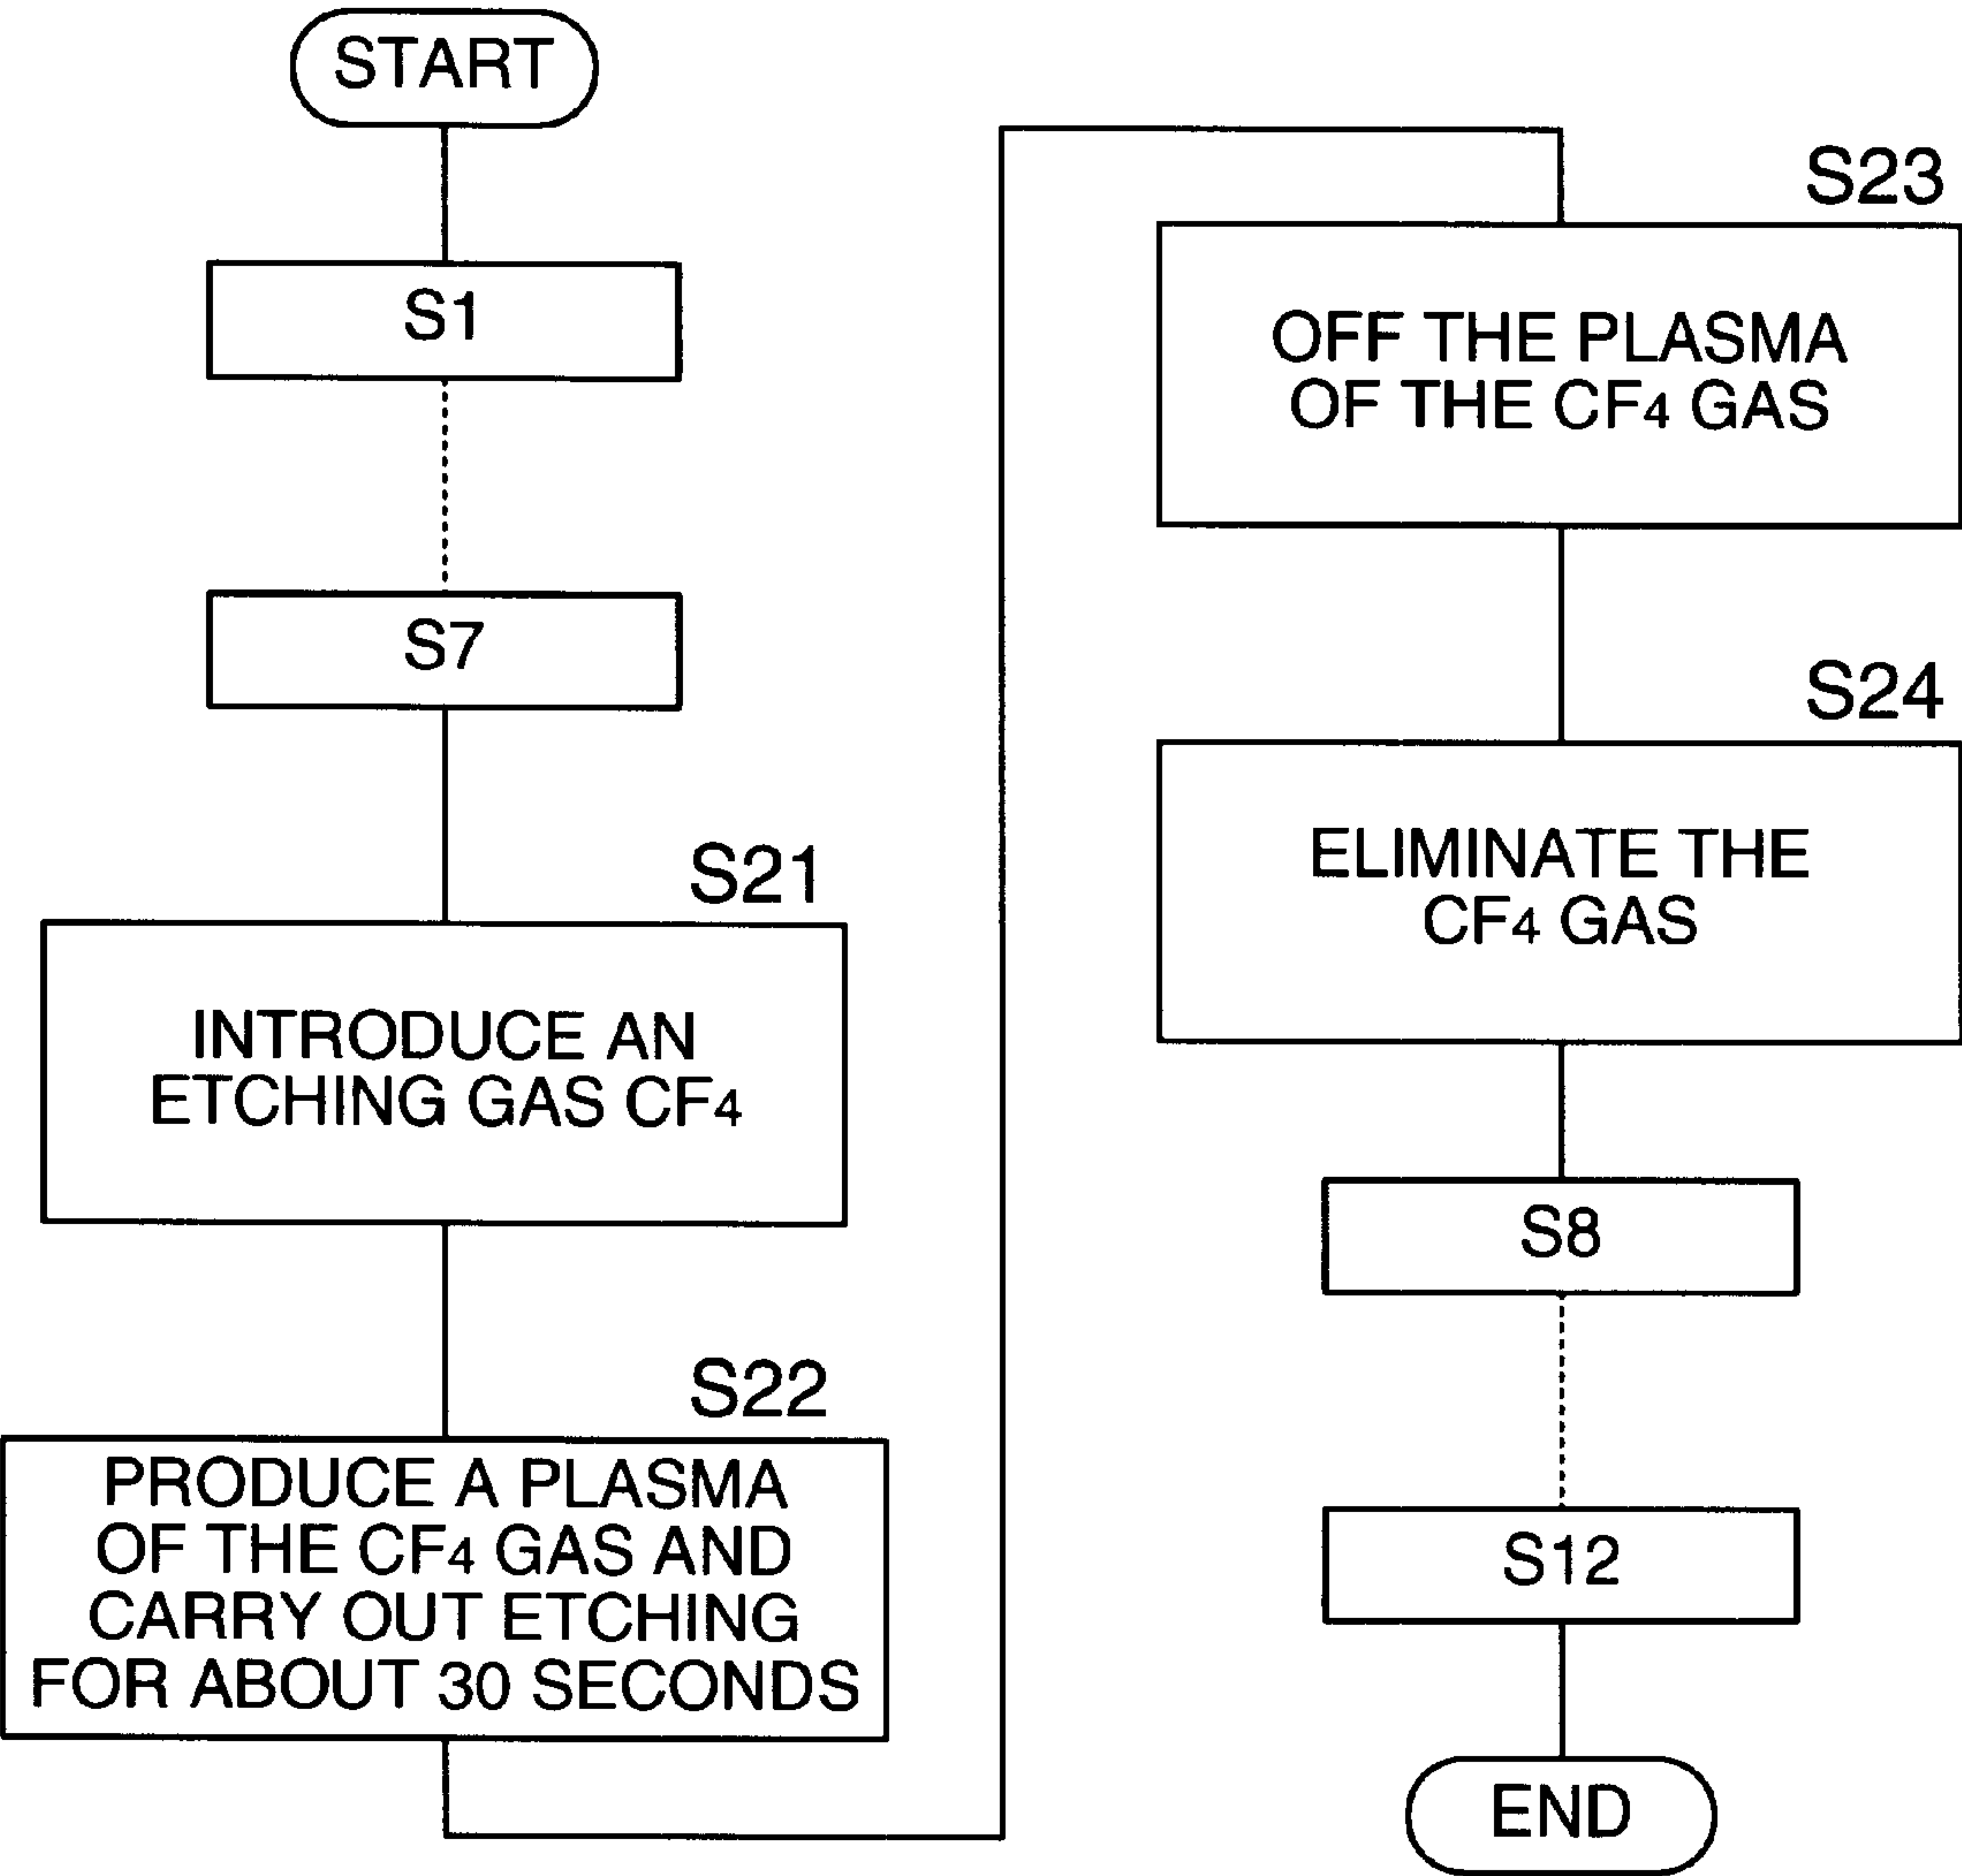 START
S1
S7
S21
INTRODUCE AN
ETCHING GAS CF4
S22
PRODUCE A PLASMA
OF THE CF4 GAS AND
CARRY OUT ETCHING
FOR ABOUT 30 SECONDS
S23
OFF THE PLASMA
OF THE CF4 GAS
S24
ELIMINATE THE
CF4 GAS
S8
S12
END